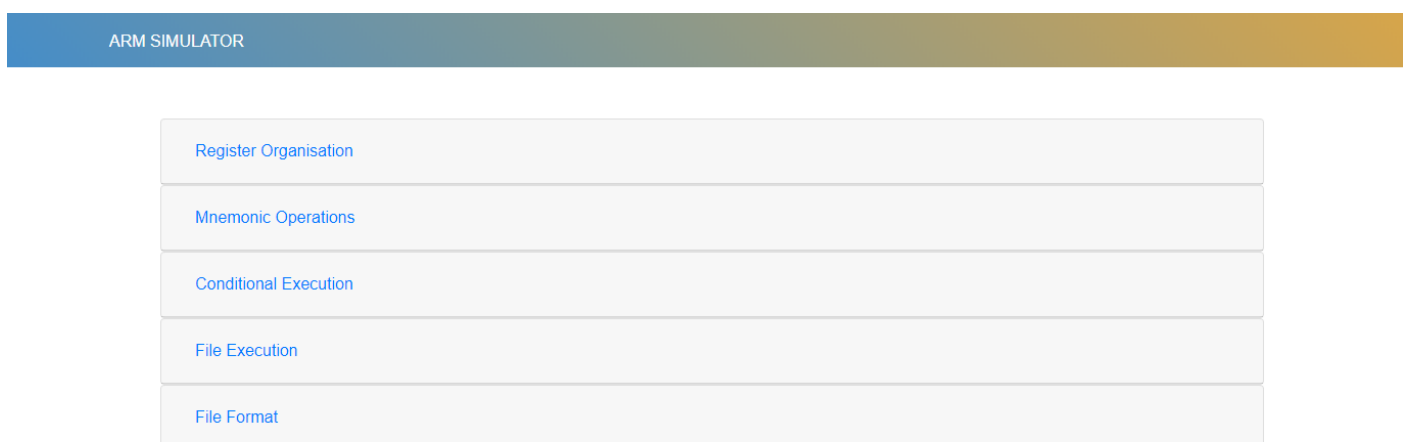 ARM SIMULATOR
Register Organisation
Mnemonic Operations
Conditional Execution
File Execution
File Format